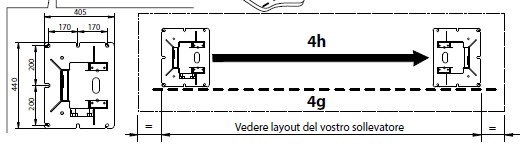 405
170 170
440
200
200
4h
4g
= Vedere layout del vostro sollevatore =